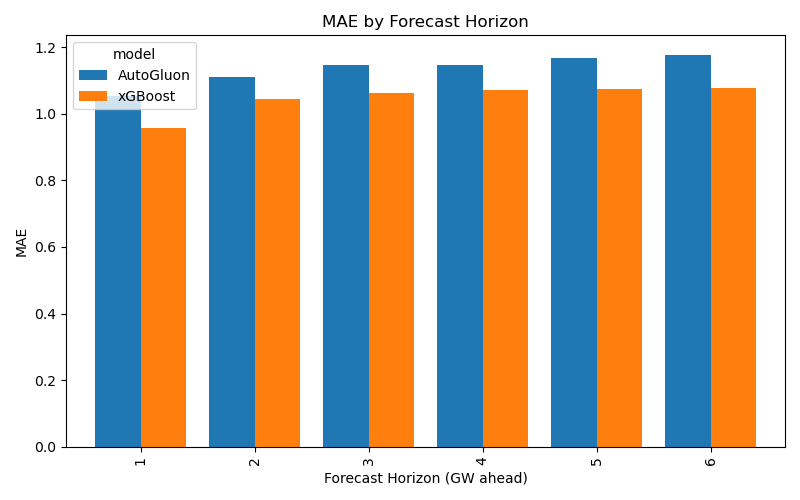 MAE by Forecast Horizon
model
AutoGluon
xGBoost
MAE
1.2
1.0
0.8
0.6
0.4
0.2
0.0
1 2 3 4 5 6
Forecast Horizon (GW ahead)